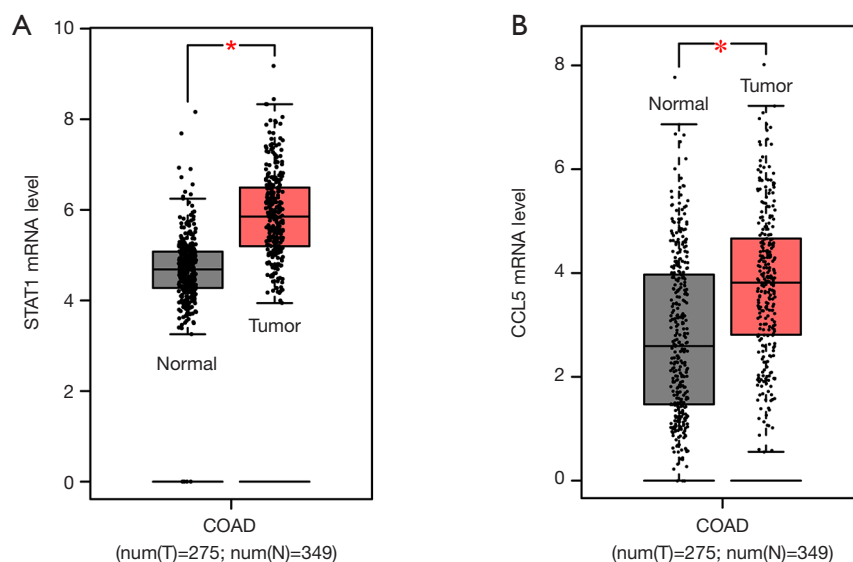 A
STAT1 mRNA level
10
8
6
4
2
0
*
Normal
Tumor
COAD
(num(T)=275; num(N)=349)
B
CCL5 mRNA level
8
6
4
2
0
*
Normal
Tumor
COAD
(num(T)=275; num(N)=349)